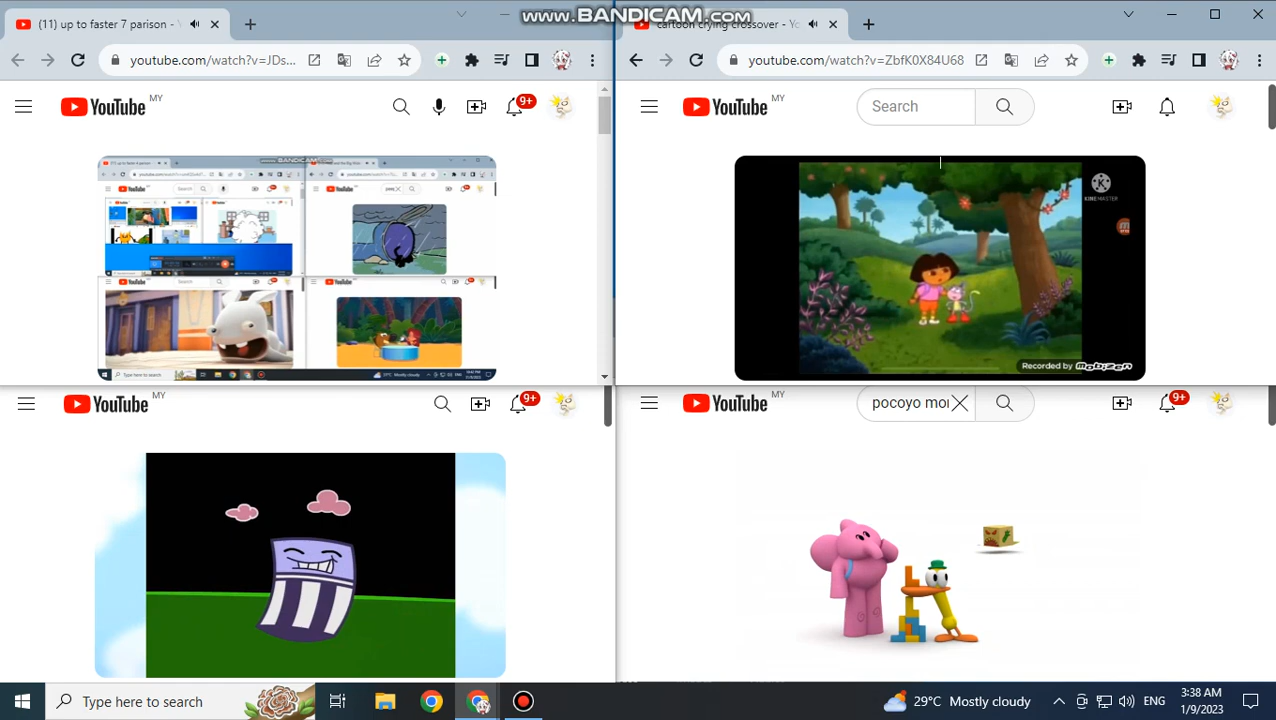 www.BANDICAM.com
(11) up to faster 7 parison - Y
cartoon crying crossover - Yo
youtube.com/watch?v=JDs...
youtube.com/watch?v=ZbfK0X84U68
YouTube MY
9+
YouTube MY
Search
KINEMASTER
Recorded by mobizen
YouTube MY
9+
YouTube MY
pocoyo mor
9+
Type here to search
29°C Mostly cloudy
ENG
3:38 AM
1/9/2023